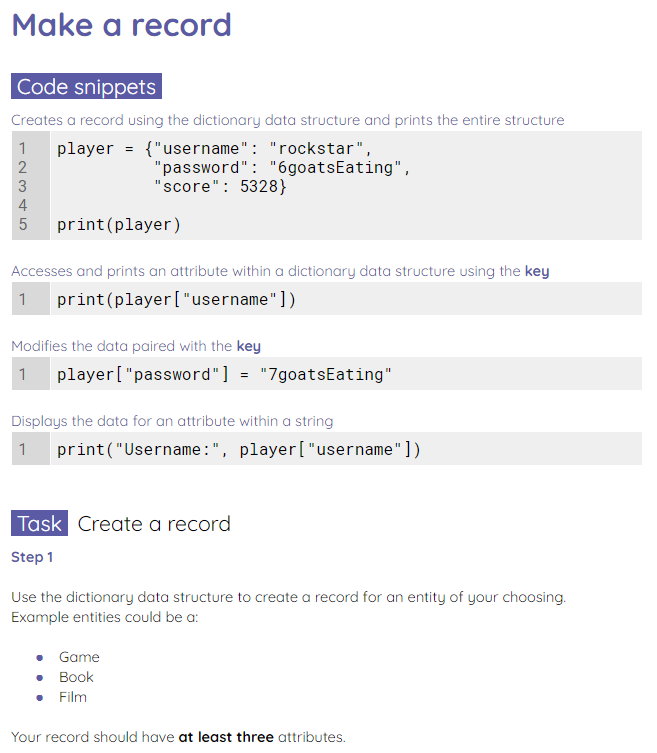 Make a record
Code snippets
Creates a record using the dictionary data structure and prints the entire structure
1 player = {"username": "rockstar",
2 "password": "6goatsEating",
3 "score": 5328}
4
5 print(player)
Accesses and prints an attribute within a dictionary data structure using the key
1 print(player["username"])
Modifies the data paired with the key
1 player["password"] = "7goatsEating"
Displays the data for an attribute within a string
1 print("Username:", player["username"])
Task Create a record
Step 1
Use the dictionary data structure to create a record for an entity of your choosing.
Example entities could be a:
● Game
● Book
● Film
Your record should have at least three attributes.